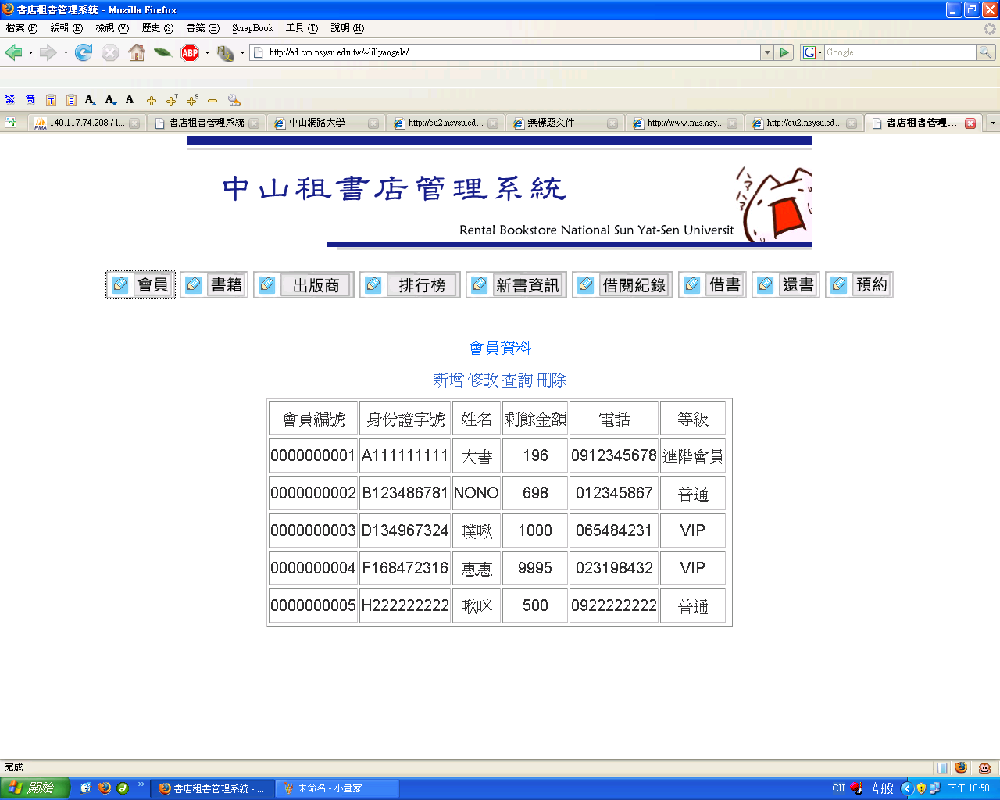 書店租書管理系統 - Mozilla Firefox
檔案 (F) 編輯 (E) 檢視 (V) 歷史 (S) 書籤 (B) ScrapBook 工具 (T) 說明 (H)
ABP http://ad.cm.nsysu.edu.tw/~lillyangela/ G Google
繁 簡 T S A A A T S
PMA 140.117.74.208 / l... 書店租書管理系統 中山網路大學 http://cu2.nsysu.ed... 無標題文件 http://www.mis.nsy... http://cu2.nsysu.ed... 書店租書管理...
中山租書店管理系統
Rental Bookstore National Sun Yat-Sen Universit
會員 書籍 出版商 排行榜 新書資訊 借閱紀錄 借書 還書 預約
會員資料
新增 修改 查詢 刪除
會員編號 身份證字號 姓名 剩餘金額 電話 等級
0000000001 A111111111 大書 196 0912345678 進階會員
0000000002 B123486781 NONO 698 012345867 普通
0000000003 D134967324 噗啾 1000 065484231 VIP
0000000004 F168472316 惠惠 9995 023198432 VIP
0000000005 H222222222 啾咪 500 0922222222 普通
完成
開始 書店租書管理系統 - ... 未命名 - 小畫家 CH A 般 下午 10:58